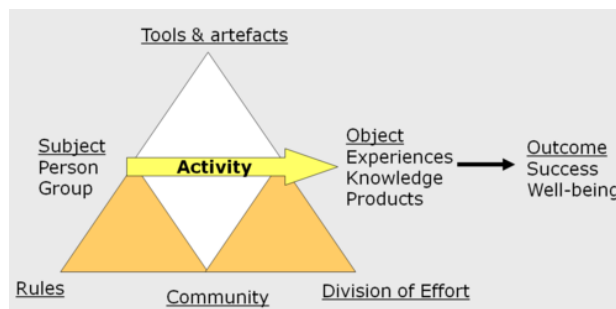 Tools & artefacts
Subject
Person
Group
Activity
Object
Experiences
Knowledge
Products
Outcome
Success
Well-being
Rules
Community
Division of Effort